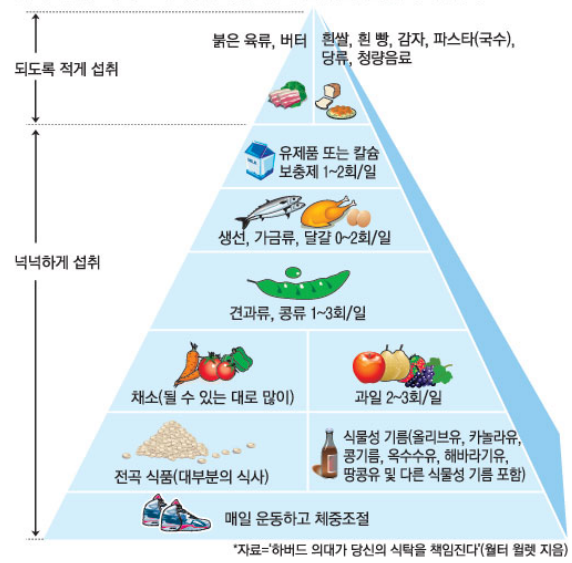 붉은 육류, 버터
흰쌀, 흰 빵, 감자, 파스타(국수),
당류, 청량음료
되도록 적게 섭취
유제품 또는 칼슘
보충제 1~2회/일
생선, 가금류, 달걀 0~2회/일
넉넉하게 섭취
견과류, 콩류 1~3회/일
채소(될 수 있는 대로 많이)
과일 2~3회/일
전곡 식품(대부분의 식사)
식물성 기름(올리브유, 카놀라유,
콩기름, 옥수수유, 해바라기유,
땅콩유 및 다른 식물성 기름 포함)
매일 운동하고 체중조절
*자료='하버드 의대가 당신의 식탁을 책임진다'(월터 윌렛 지음)